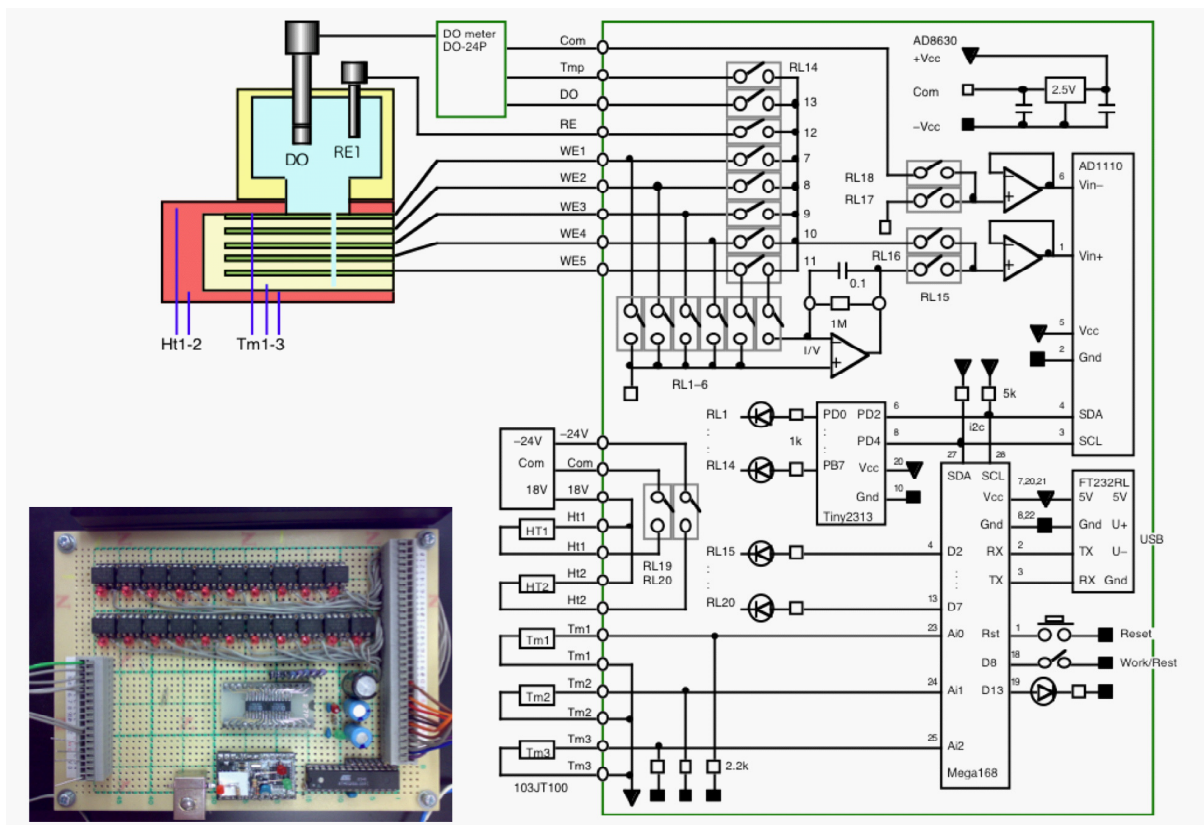 DO meter
DO-24P
Com
Tmp
DO
RE
WE1
WE2
WE3
WE4
WE5
DO
RE1
Ht1-2
Tm1-3
RL14
13
12
7
8
9
10
11
RL1–6
0.1
1M
I/V
RL18
RL17
RL16
RL15
AD8630
+Vcc
Com
–Vcc
2.5V
AD1110
6
Vin–
1
Vin+
5
Vcc
2
Gnd
4
SDA
3
SCL
5k
i2c
RL1
:
:
RL14
1k
PD0
:
:
PB7
PD2
6
PD4
8
Vcc
20
Gnd
10
Tiny2313
–24V
Com
18V
–24V
Com
18V
HT1
Ht1
Ht1
HT2
Ht2
Ht2
RL19
RL20
Tm1
Tm1
Tm1
Tm2
Tm2
Tm2
Tm3
Tm3
Tm3
103JT100
2.2k
RL15
:
:
RL20
27
28
SDA
SCL
Vcc
7,20,21
Gnd
8,22
4
D2
RX
2
TX
3
13
D7
23
Ai0
Rst
1
Reset
D8
18
Work/Rest
24
Ai1
D13
19
25
Ai2
Mega168
FT232RL
5V
5V
Gnd
U+
TX
U–
RX
Gnd
USB